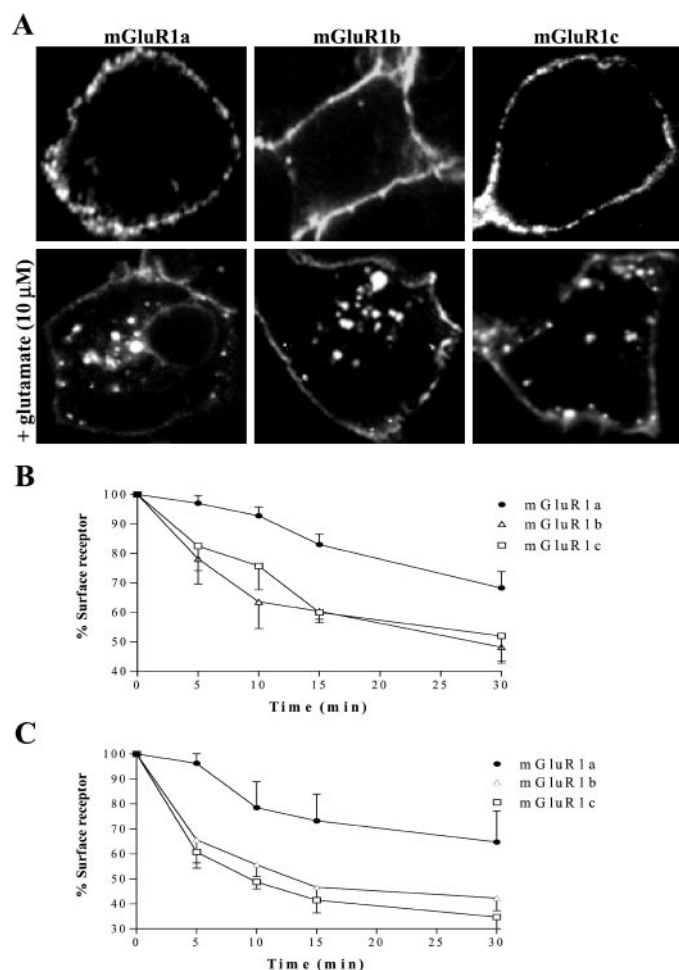 A
mGluR1a
mGluR1b
mGluR1c
+ glutamate (10 µM)
B
100
90
80
70
60
50
40
% Surface receptor
0
5
10
15
20
25
30
Time (min)
mGluR1a
mGluR1b
mGluR1c
C
100
90
80
70
60
50
40
30
% Surface receptor
0
5
10
15
20
25
30
Time (min)
mGluR1a
mGluR1b
mGluR1c